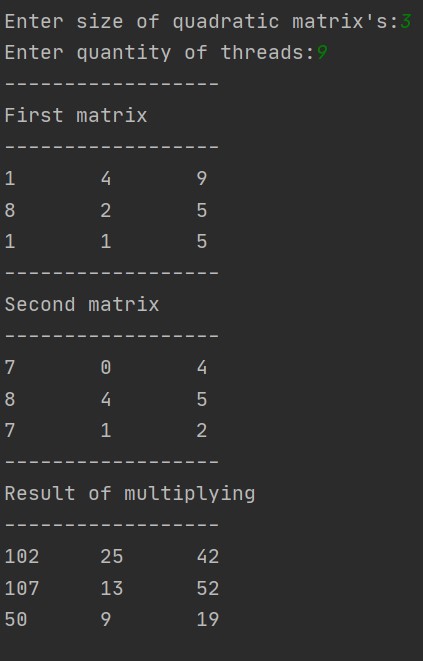 Enter size of quadratic matrix's:3
Enter quantity of threads:9
------------------
First matrix
------------------
1 4 9
8 2 5
1 1 5
------------------
Second matrix
------------------
7 0 4
8 4 5
7 1 2
------------------
Result of multiplying
------------------
102 25 42
107 13 52
50 9 19